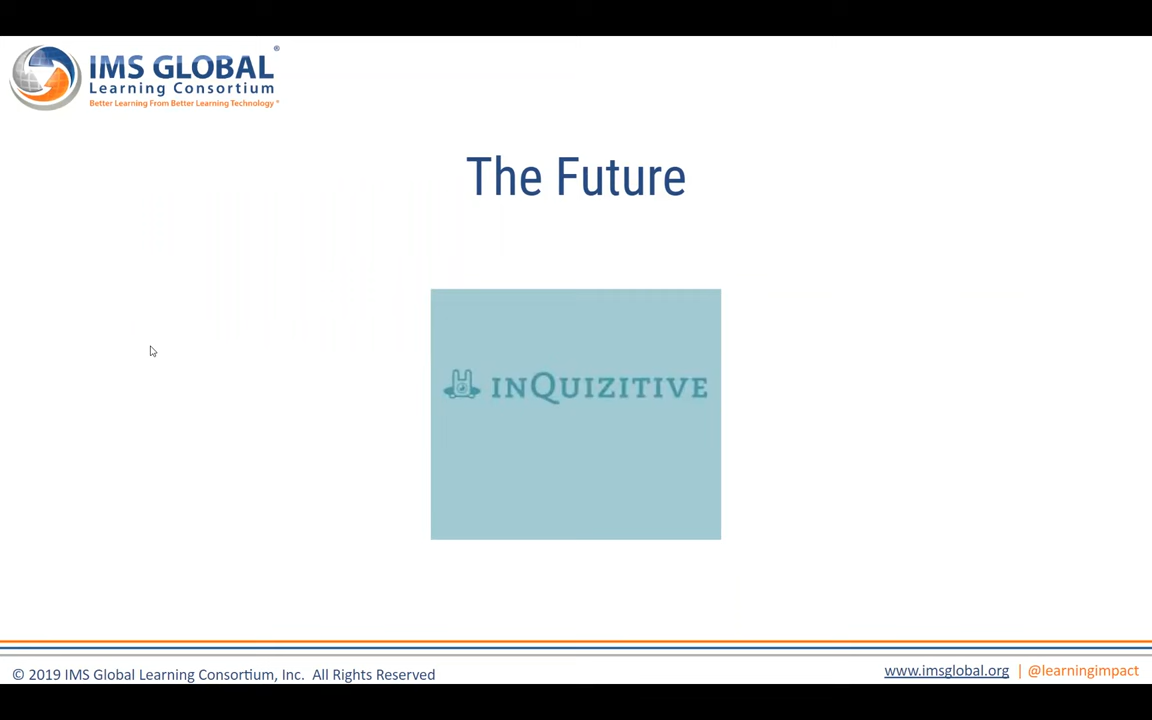 IMS GLOBAL®
Learning Consortium
Better Learning From Better Learning Technology®
The Future
INQUIZITIVE
© 2019 IMS Global Learning Consortium, Inc. All Rights Reserved
www.imsglobal.org | @learningimpact